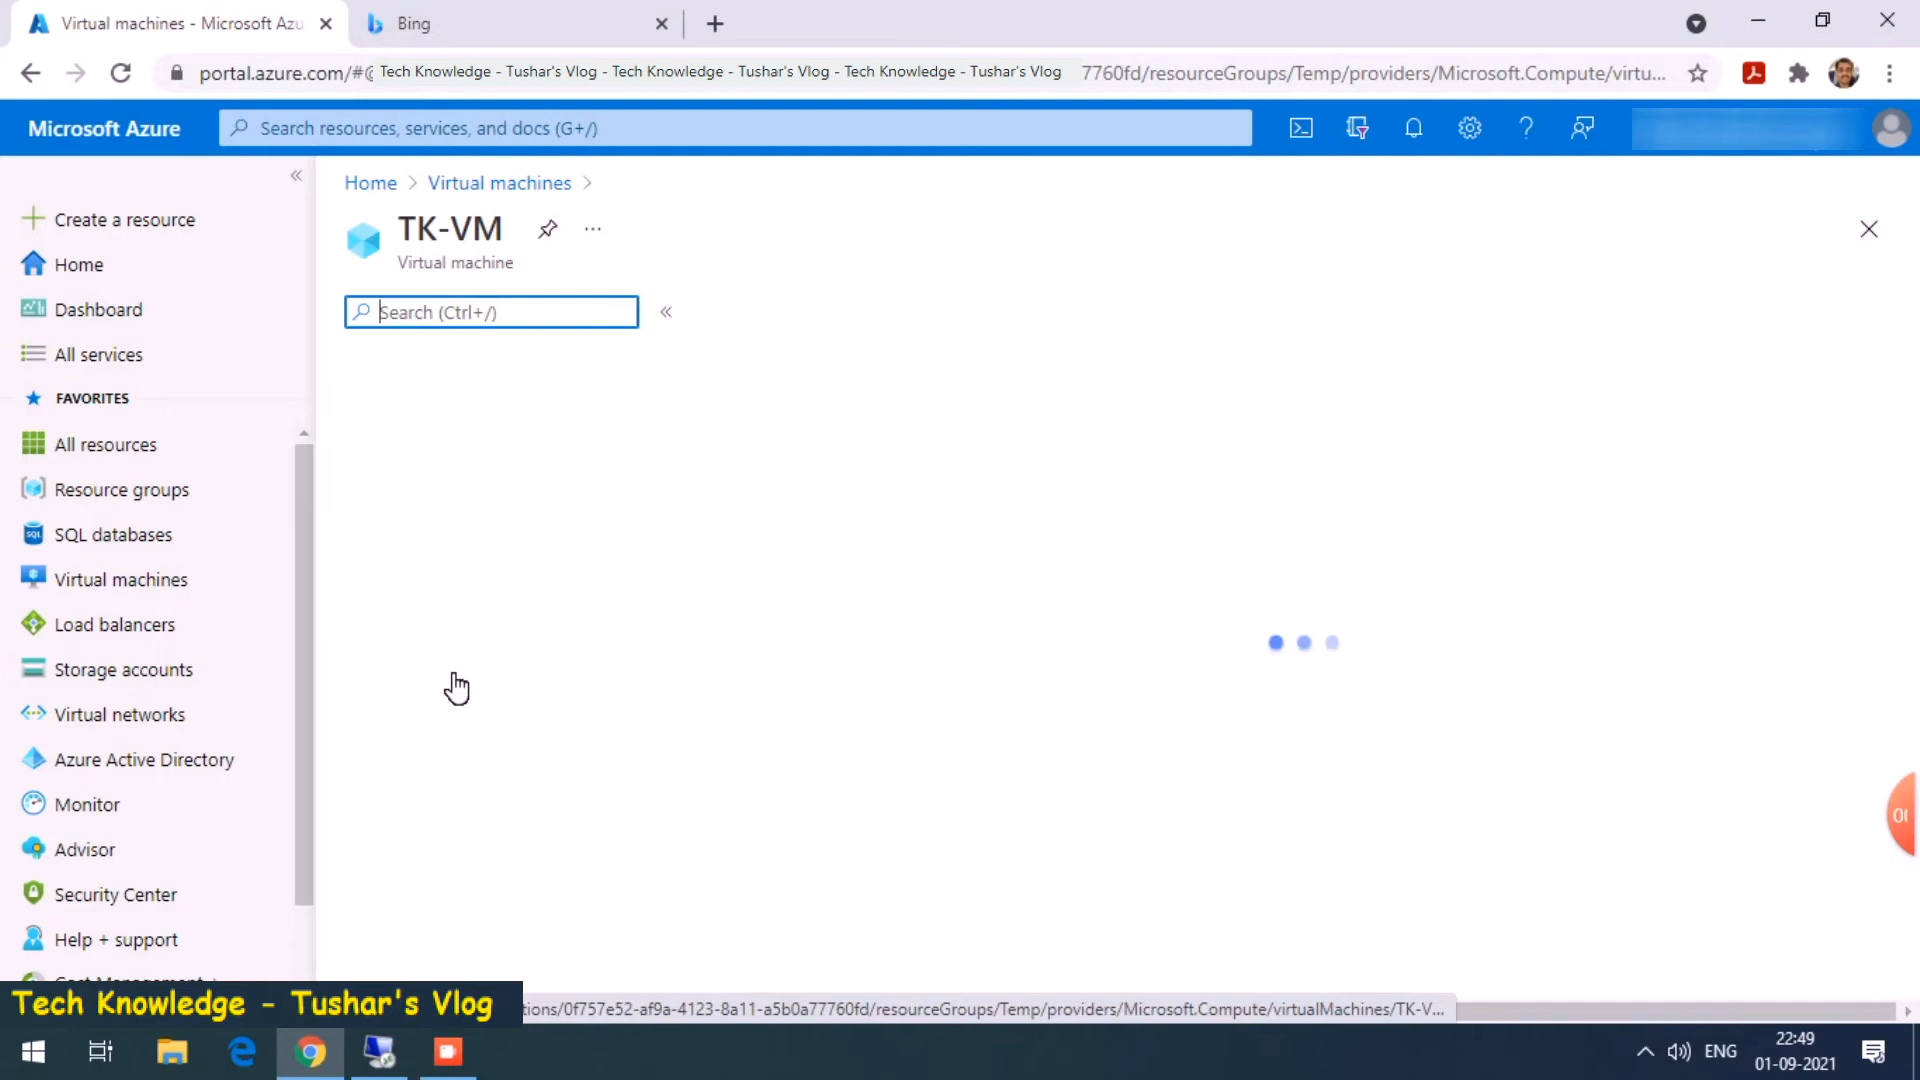 Virtual machines - Microsoft Azu
Bing
portal.azure.com/#@
Tech Knowledge - Tushar's Vlog - Tech Knowledge - Tushar's Vlog - Tech Knowledge - Tushar's Vlog
7760fd/resourceGroups/Temp/providers/Microsoft.Compute/virtu...
Microsoft Azure
Search resources, services, and docs (G+/)
Home
Virtual machines
TK-VM
Virtual machine
Search (Ctrl+/)
Create a resource
Home
Dashboard
All services
FAVORITES
All resources
Resource groups
SQL databases
Virtual machines
Load balancers
Storage accounts
Virtual networks
Azure Active Directory
Monitor
Advisor
Security Center
Help + support
Tech Knowledge - Tushar's Vlog
tions/0f757e52-af9a-4123-8a11-a5b0a77760fd/resourceGroups/Temp/providers/Microsoft.Compute/virtualMachines/TK-V...
ENG
22:49
01-09-2021